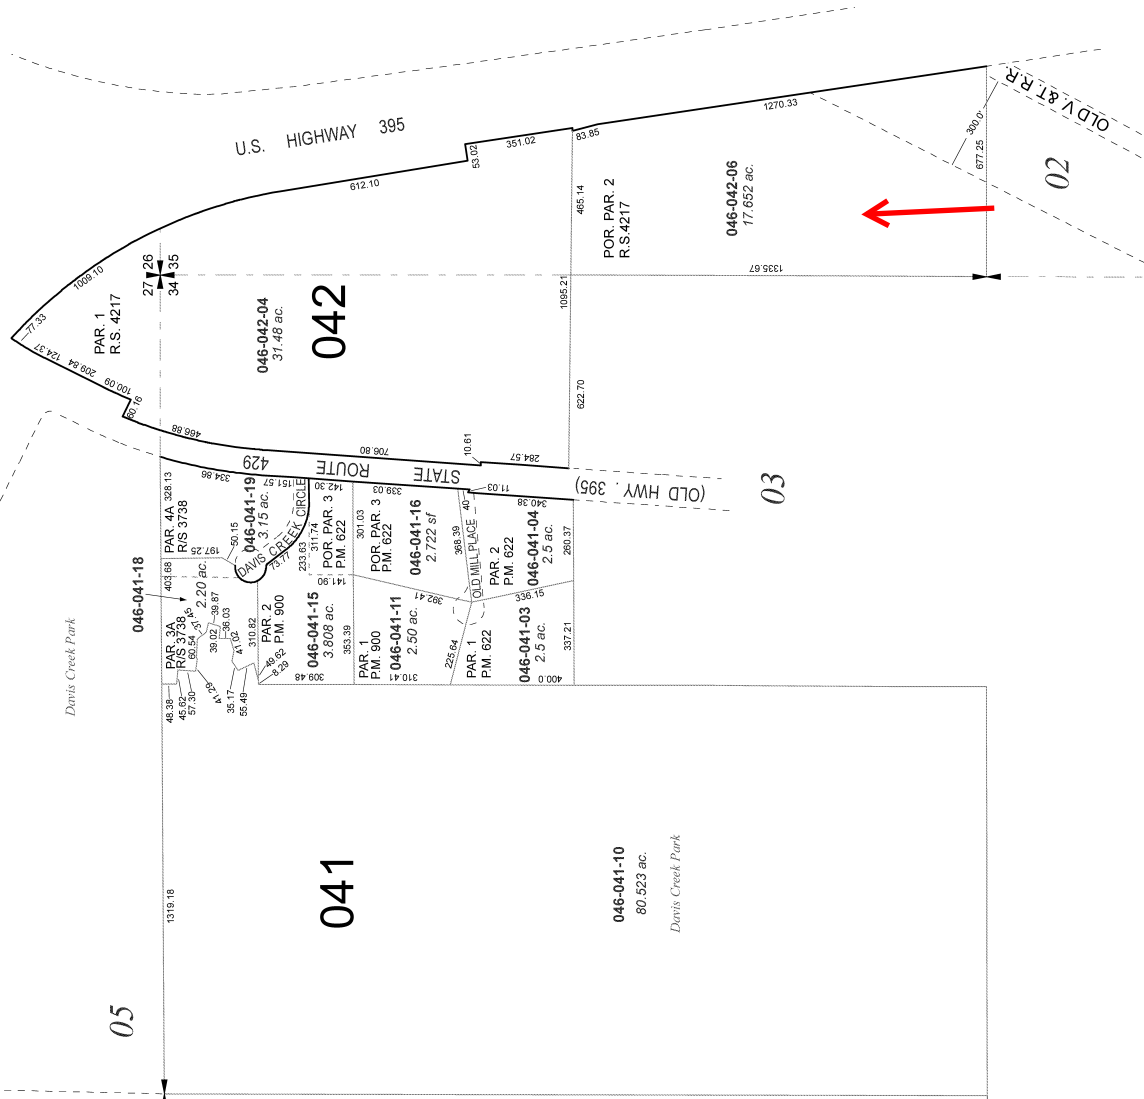 OLD V. & T. R.R.
U.S. HIGHWAY 395
1270.33
300.0'
677.25
02
83.85
351.02
53.02
612.10
465.14
POR. PAR. 2
R.S.4217
046-042-06
17.652 ac.
1335.67
1009.10
26
35
27
34
77.33
PAR. 1
R.S. 4217
124.37
209.84
100.09
60.16
046-042-04
31.48 ac.
042
1095.21
622.70
466.88
706.80
10.61
284.57
STATE ROUTE 429
(OLD HWY. 395)
03
334.86
151.57
142.30
339.03
11.03
340.38
328.13
PAR. 4A
R/S 3738
046-041-19
3.15 ac.
197.25
50.15
DAVIS CREEK CIRCLE
73.77
233.63
311.74
POR. PAR. 3
P.M. 622
301.03
POR. PAR. 3
P.M. 622
046-041-16
2.722 sf
368.39
40
OLD MILL PLACE
PAR. 2
P.M. 622
046-041-04
2.5 ac.
260.37
046-041-18
403.68
2.20 ac.
PAR. 3A
R/S 3738
57.45
39.87
60.54
39.02
36.03
41.02
310.82
PAR. 2
P.M. 900
49.62
8.29
046-041-15
3.808 ac.
141.90
353.39
309.48
PAR. 1
P.M. 900
046-041-11
2.50 ac.
392.41
310.41
225.64
PAR. 1
P.M. 622
336.15
046-041-03
2.5 ac.
337.21
400.0
48.38
45.62
57.30
41.29
35.17
55.49
Davis Creek Park
1319.18
041
046-041-10
80.523 ac.
Davis Creek Park
05